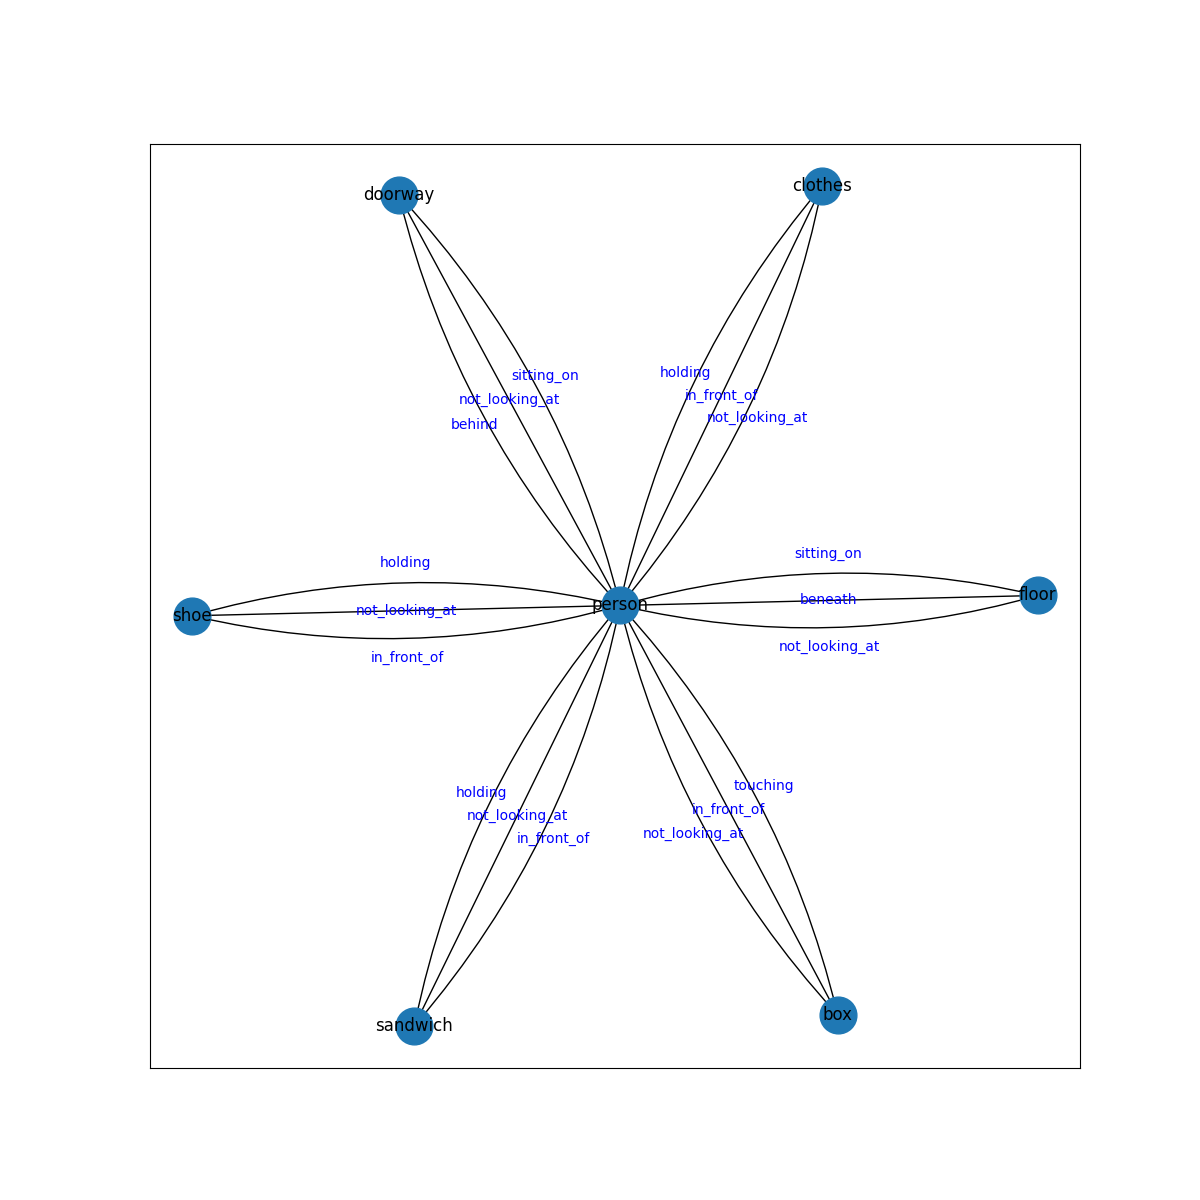 clothes
doorway
holding
sitting_on
in_front_of
not_looking_at
not_looking_at
behind
sitting_on
holding
floor
beneath
person
shoe
not_looking_at
not_looking_at
in_front_of
touching
holding
in_front_of
not_looking_at
not_looking_at
in_front_of
box
sandwich